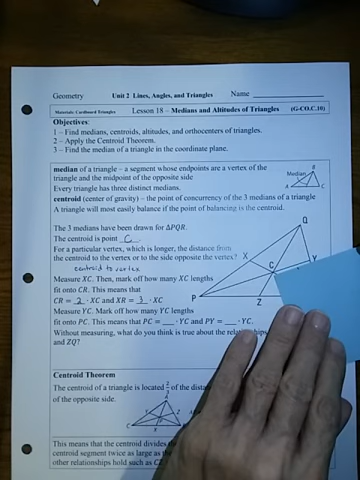 Geometry Unit 2 Lines, Angles, and Triangles Name
Materials: Cardboard Triangles Lesson 18 – Medians and Altitudes of Triangles (G-CO.C.10)
Objectives:
1 – Find medians, centroids, altitudes, and orthocenters of triangles.
2 – Apply the Centroid Theorem.
3 – Find the median of a triangle in the coordinate plane.
median of a triangle – a segment whose endpoints are a vertex of the
triangle and the midpoint of the opposite side
Every triangle has three distinct medians.
Median
B
A
C
centroid (center of gravity) – the point of concurrency of the 3 medians of a triangle
A triangle will most easily balance if the point of balancing is the centroid.
The 3 medians have been drawn for ΔPQR.
The centroid is point C
For a particular vertex, which is longer, the distance from
the centroid to the vertex or to the side opposite the vertex?
centroid to vertex
Q
X
C
Y
P
Z
Measure XC. Then, mark off how many XC lengths
fit onto CR. This means that
CR = 2 · XC and XR = 3 · XC
Measure YC. Mark off how many YC lengths
fit onto PC. This means that PC = ___ · YC and PY = ___ · YC.
Without measuring, what do you think is true about the
and ZQ?
Centroid Theorem
The centroid of a triangle is located 2/3 of the
of the opposite side.
This means that the centroid divides
centroid segment twice as large as
other relationships hold such as